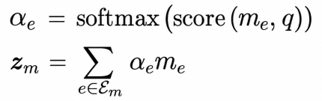 α_e = softmax(score(m_e, q))
z_m = ∑_{e∈ℰ_m} α_e m_e